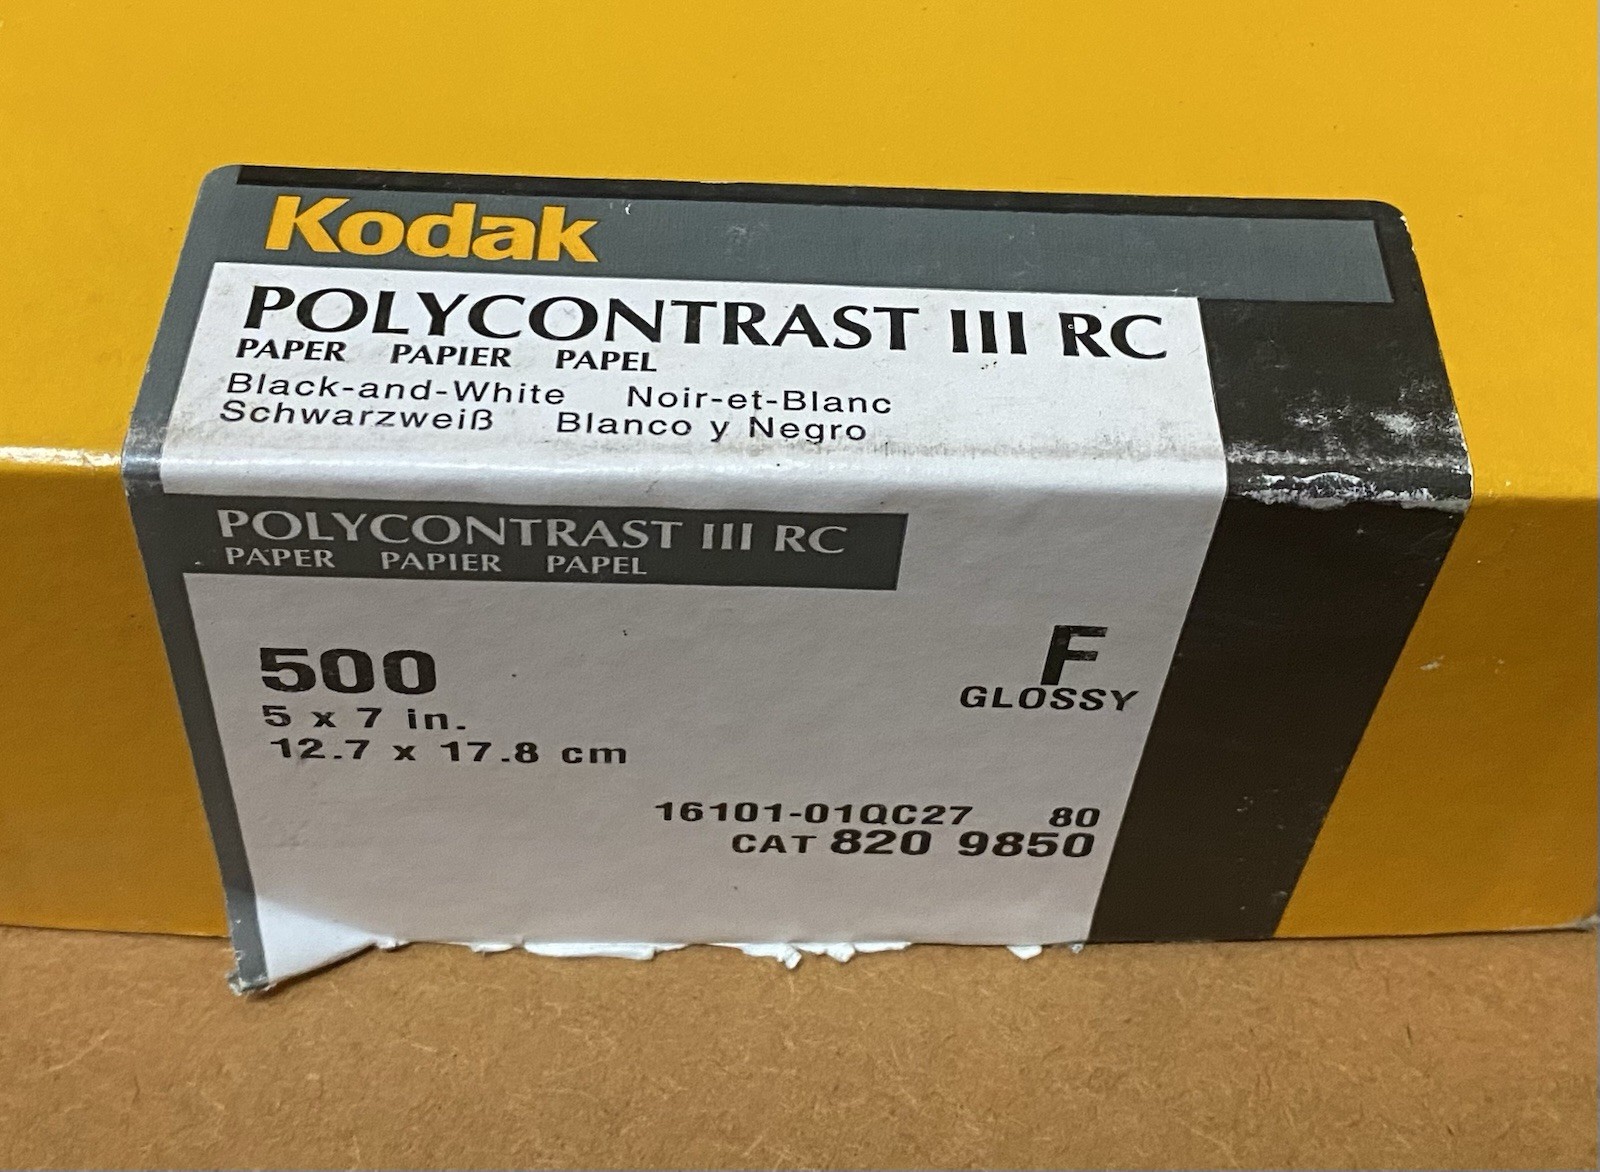 Kodak
POLYCONTRAST III RC
PAPER PAPIER PAPEL
Black-and-White Noir-et-Blanc
Schwarzweiß Blanco y Negro
POLYCONTRAST III RC
PAPER PAPIER PAPEL
500
5 x 7 in.
12.7 x 17.8 cm
F
GLOSSY
16101-01QC27 80
CAT 820 9850